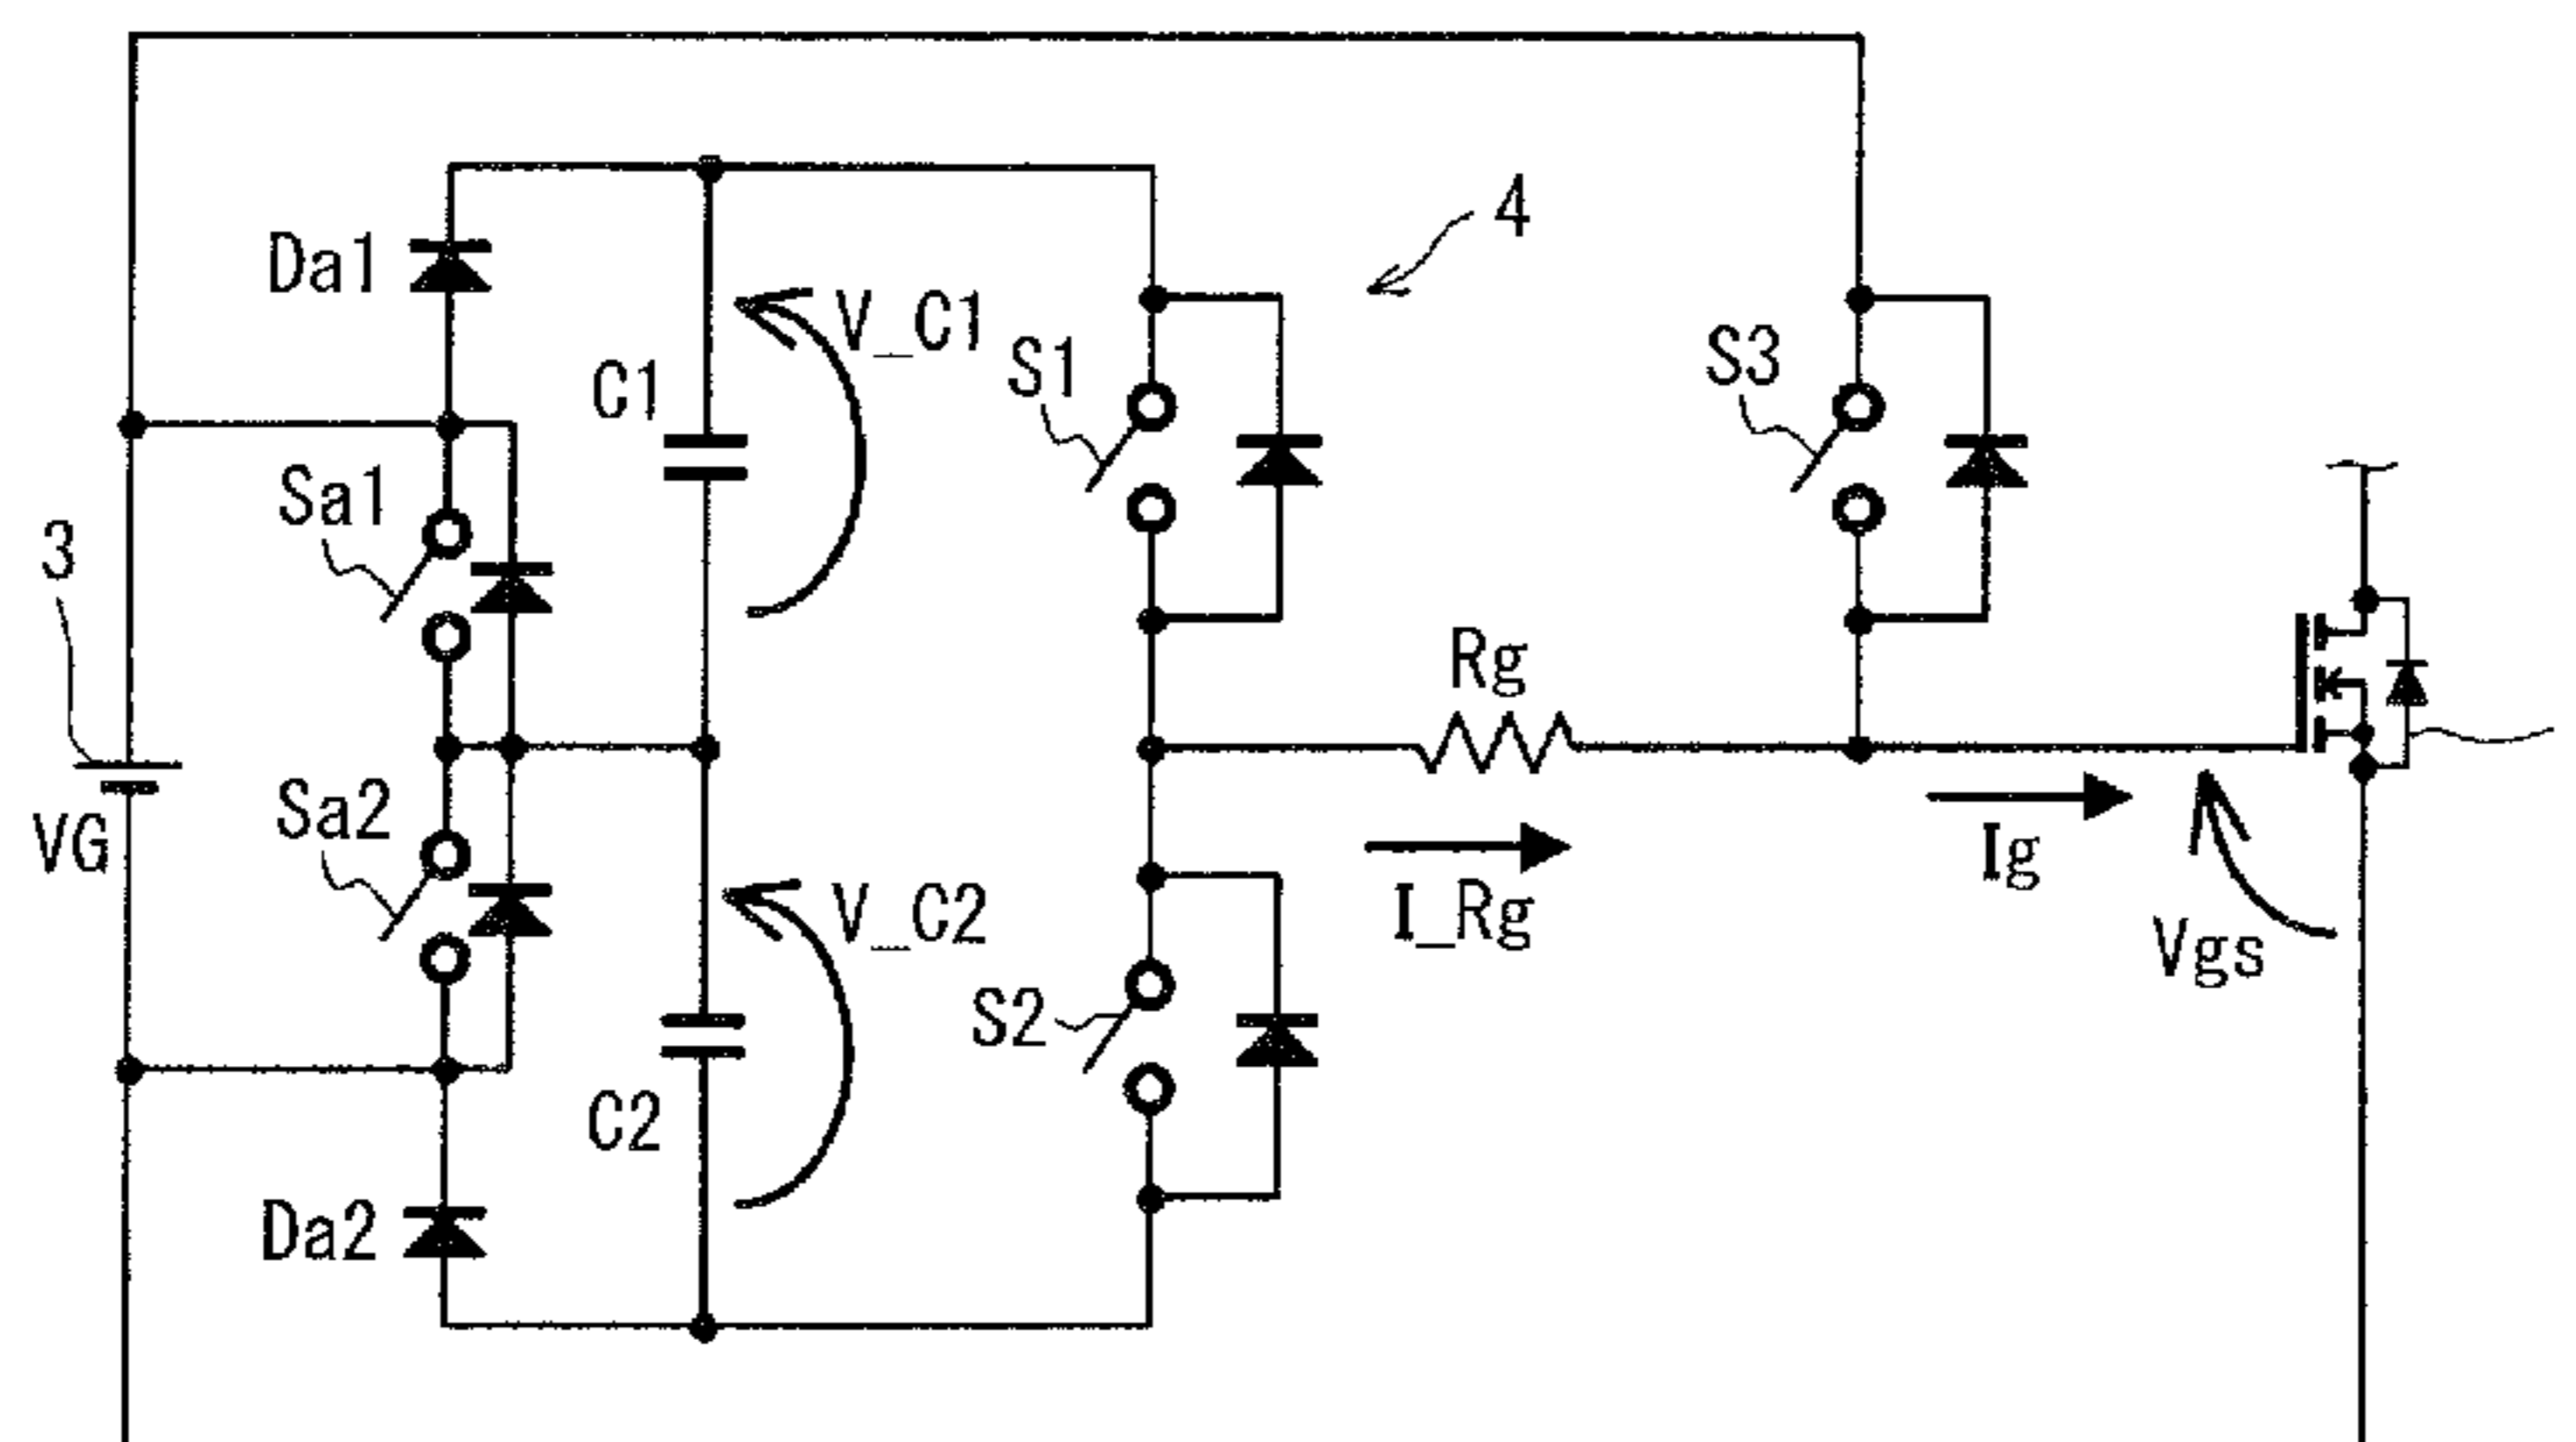 4
Da1
V_C1
C1
S1
S3
Sa1
3
Rg
Sa2
VG
V_C2
I_Rg
Ig
Vgs
S2
C2
Da2